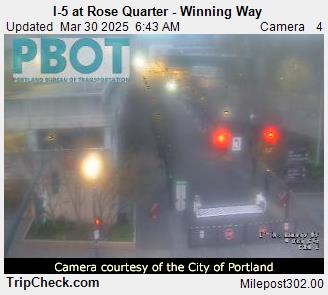 I-5 at Rose Quarter - Winning Way
Updated Mar 30 2025 6:43 AM Camera 4
PBOT
PORTLAND BUREAU OF TRANSPORTATION
Camera courtesy of the City of Portland
TripCheck.com Milepost302.00